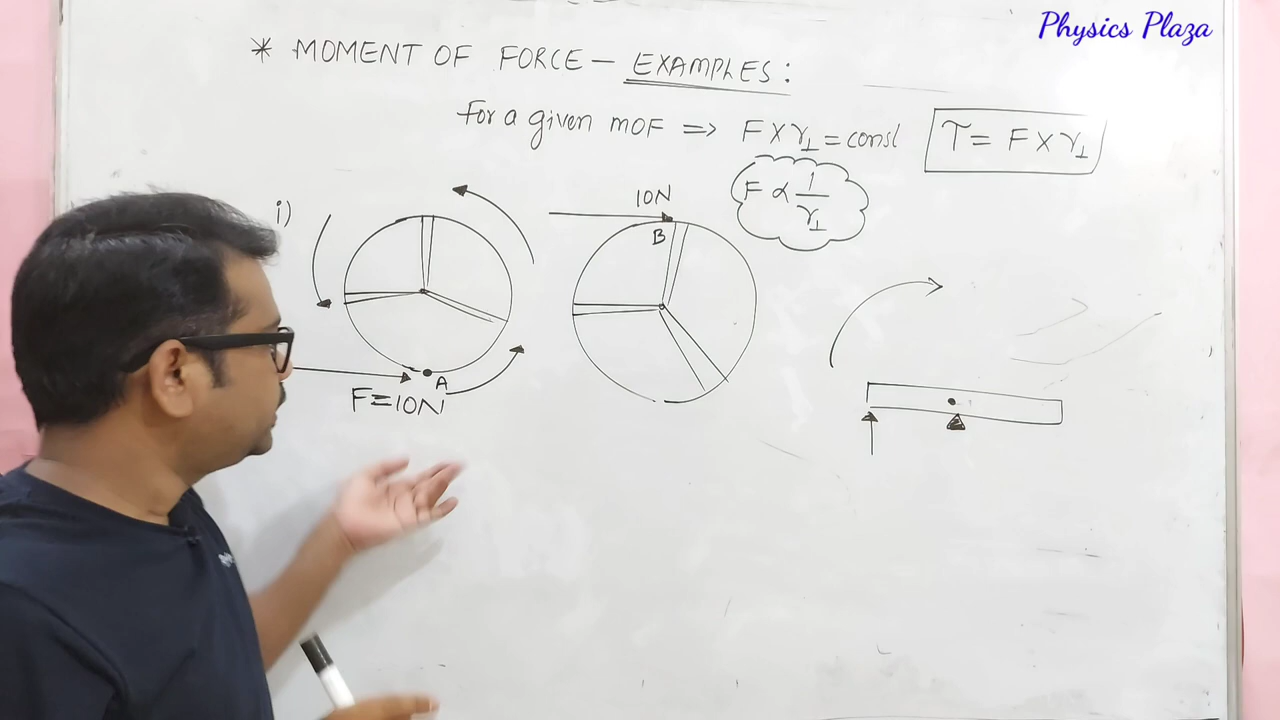 Physics Plaza
* MOMENT OF FORCE – EXAMPLES:
For a given MOF => F×r⊥ = const
τ = F×r⊥
F ∝ 1/r⊥
i)
10N
B
A
F=10N